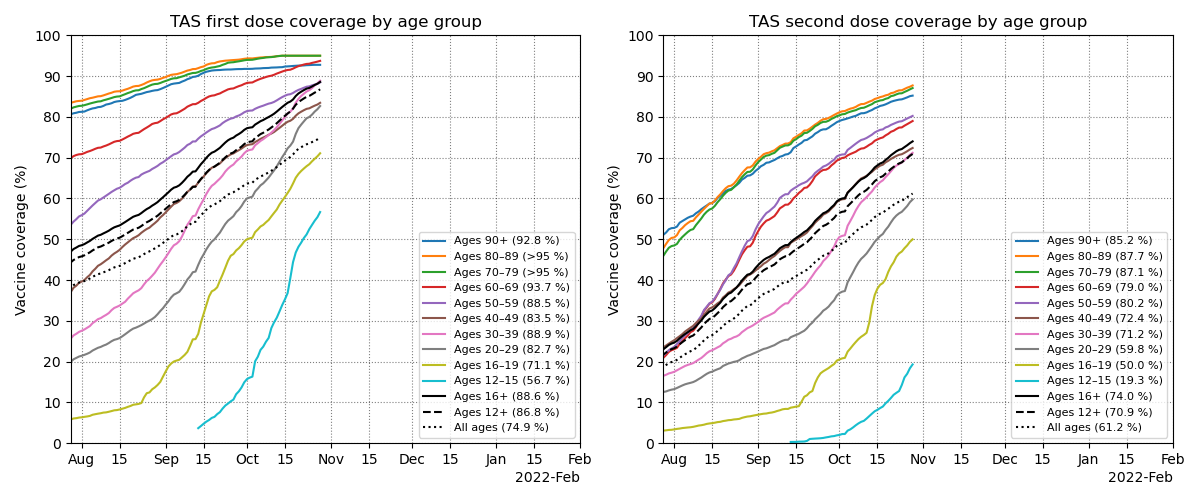 TAS first dose coverage by age group
Vaccine coverage (%)
100
90
80
70
60
50
40
30
20
10
0
Ages 90+ (92.8 %)
Ages 80–89 (>95 %)
Ages 70–79 (>95 %)
Ages 60–69 (93.7 %)
Ages 50–59 (88.5 %)
Ages 40–49 (83.5 %)
Ages 30–39 (88.9 %)
Ages 20–29 (82.7 %)
Ages 16–19 (71.1 %)
Ages 12–15 (56.7 %)
Ages 16+ (88.6 %)
Ages 12+ (86.8 %)
All ages (74.9 %)
Aug 15 Sep 15 Oct 15 Nov 15 Dec 15 Jan 15 Feb
2022-Feb
TAS second dose coverage by age group
Vaccine coverage (%)
100
90
80
70
60
50
40
30
20
10
0
Ages 90+ (85.2 %)
Ages 80–89 (87.7 %)
Ages 70–79 (87.1 %)
Ages 60–69 (79.0 %)
Ages 50–59 (80.2 %)
Ages 40–49 (72.4 %)
Ages 30–39 (71.2 %)
Ages 20–29 (59.8 %)
Ages 16–19 (50.0 %)
Ages 12–15 (19.3 %)
Ages 16+ (74.0 %)
Ages 12+ (70.9 %)
All ages (61.2 %)
Aug 15 Sep 15 Oct 15 Nov 15 Dec 15 Jan 15 Feb
2022-Feb